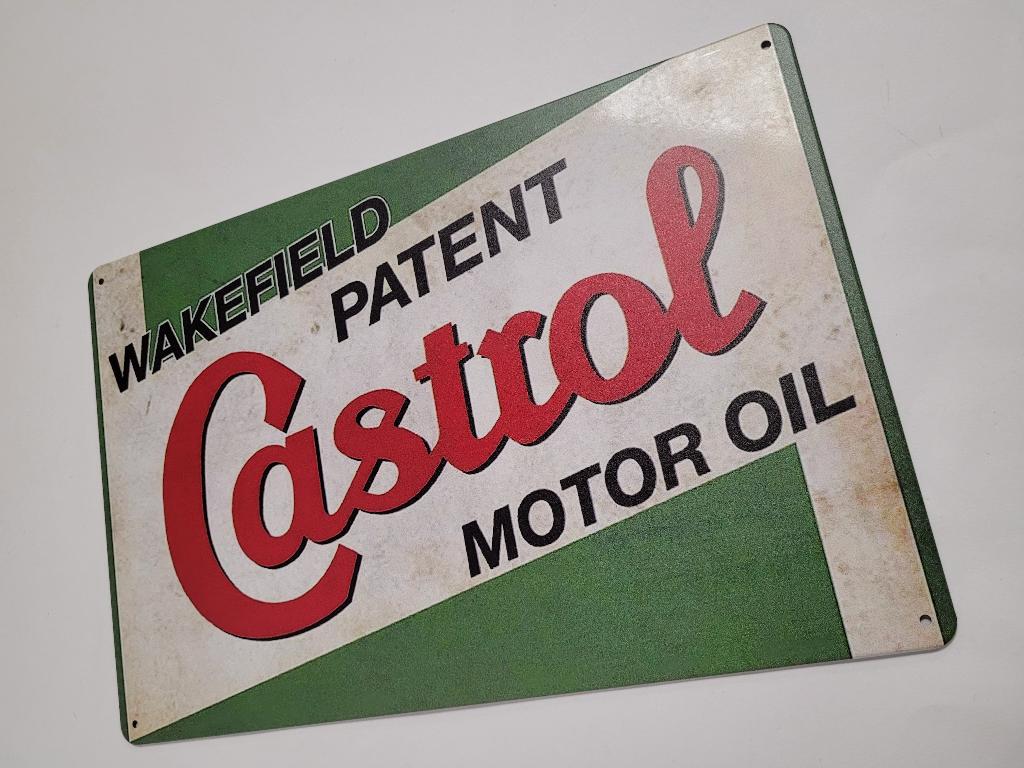 WAKEFIELD
PATENT
Castrol
MOTOR OIL